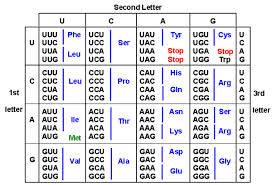 Second Letter
U C A G
UUU Phe UCU Ser UAU Tyr UGU Cys U
UUC UCC UAC UGC C
1st letter U UUA Leu UCA UAA Stop UGA Stop A 3rd letter
UUG UCG UAG Stop UGG Trp G
C CUU Leu CCU Pro CAU His CGU Arg U
CUC CCC CAC CGC C
CUA CCA CAA Gln CGA A
CUG CCG CAG CGG G
A AUU Ile ACU Thr AAU Asn AGU Ser U
AUC ACC AAC AGC C
AUA ACA AAA Lys AGA Arg A
AUG Met ACG AAG AGG G
G GUU Val GCU Ala GAU Asp GGU Gly U
GUC GCC GAC GGC C
GUA GCA GAA Glu GGA A
GUG GCG GAG GGG G